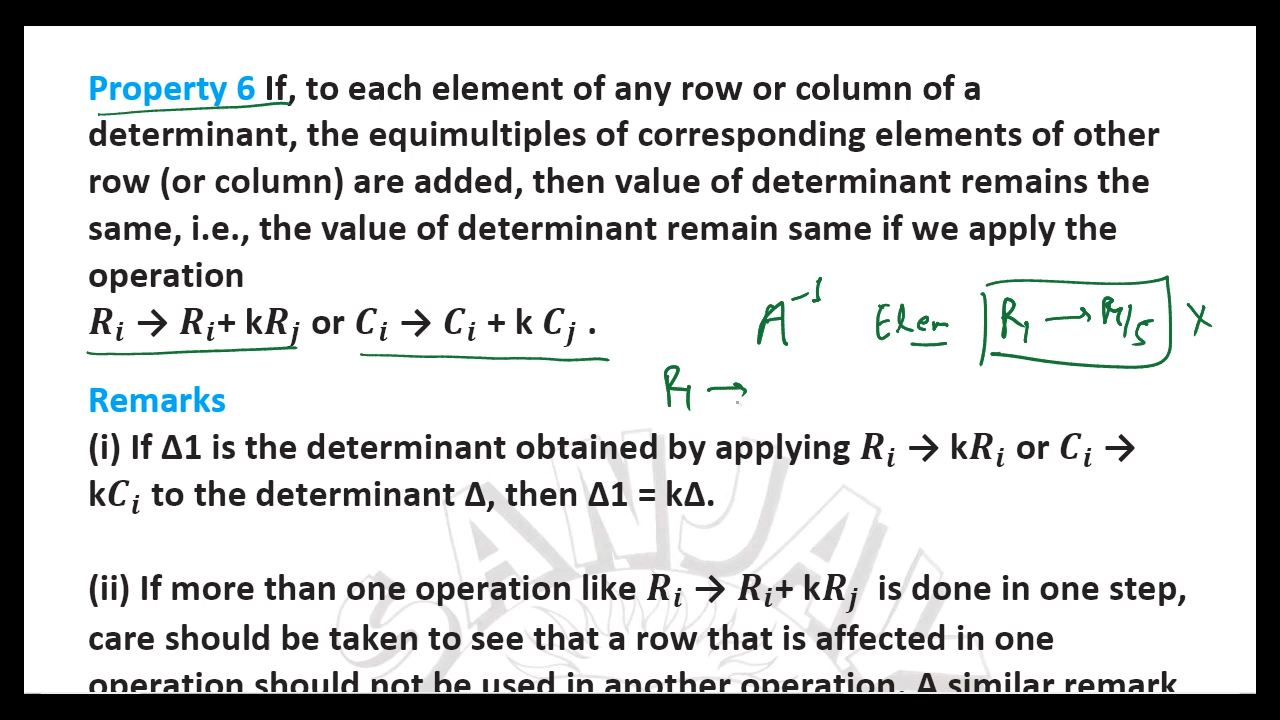 Property 6 If, to each element of any row or column of a
determinant, the equimultiples of corresponding elements of other
row (or column) are added, then value of determinant remains the
same, i.e., the value of determinant remain same if we apply the
operation
Rᵢ → Rᵢ+ kRⱼ or Cᵢ → Cᵢ + k Cⱼ .
A⁻¹ Elem R₁ → R₁/5 X
R₁ →
Remarks
(i) If Δ1 is the determinant obtained by applying Rᵢ → kRᵢ or Cᵢ →
kCᵢ to the determinant Δ, then Δ1 = kΔ.
(ii) If more than one operation like Rᵢ → Rᵢ+ kRⱼ is done in one step,
care should be taken to see that a row that is affected in one
operation should not be used in another operation. A similar remark
SANJAL